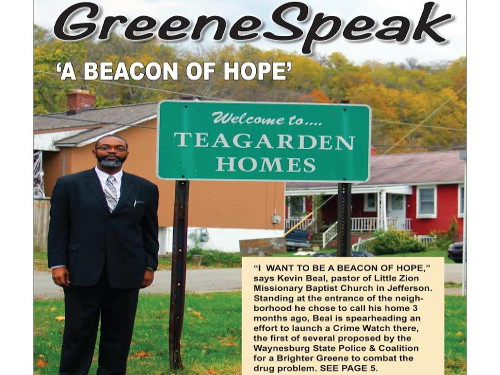 GreeneSpeak
'A BEACON OF HOPE'
Welcome to....
TEAGARDEN
HOMES
"I WANT TO BE A BEACON OF HOPE,"
says Kevin Beal, pastor of Little Zion
Missionary Baptist Church in Jefferson.
Standing at the entrance of the neigh-
borhood he chose to call his home 3
months ago, Beal is spearheading an
effort to launch a Crime Watch there,
the first of several proposed by the
Waynesburg State Police & Coalition
for a Brighter Greene to combat the
drug problem. SEE PAGE 5.